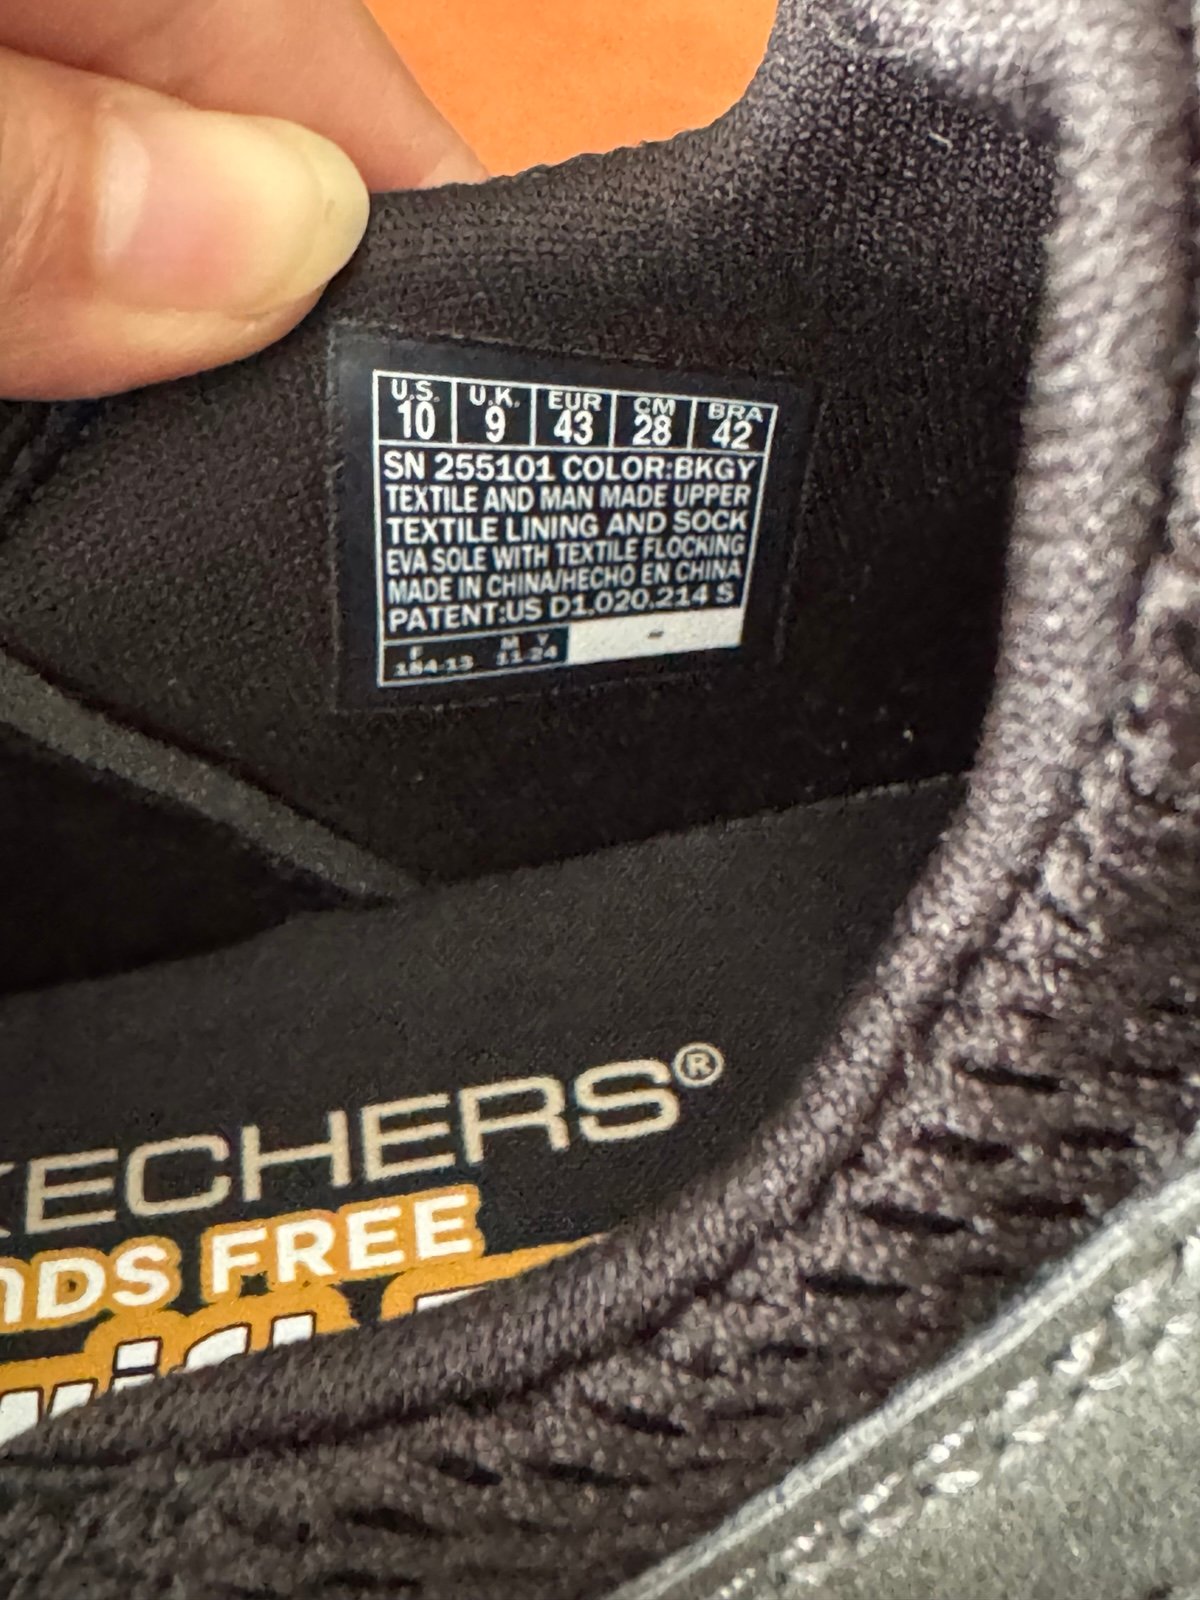 U.S. U.K. EUR CM BRA
10 9 43 28 42
SN 255101 COLOR:BKGY
TEXTILE AND MAN MADE UPPER
TEXTILE LINING AND SOCK
EVA SOLE WITH TEXTILE FLOCKING
MADE IN CHINA/HECHO EN CHINA
PATENT:US D1,020,214 S
F M Y
184-13 11-24
-
KECHERS®
NDS FREE